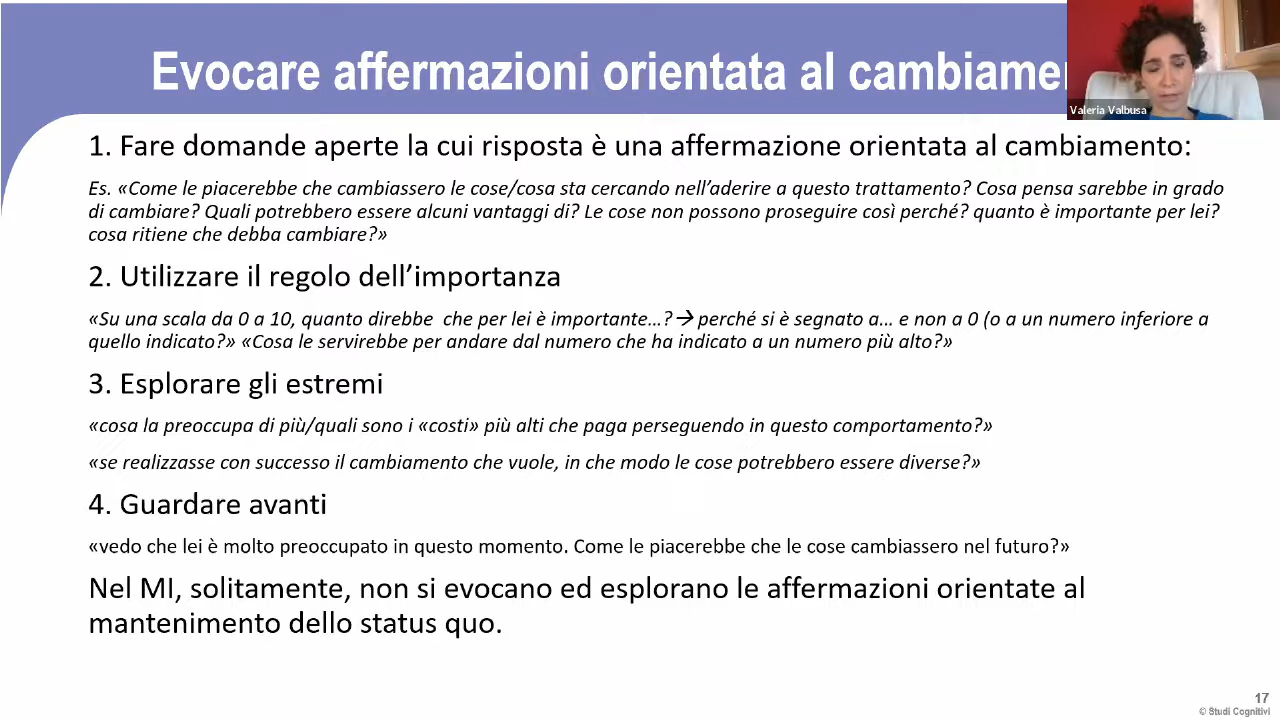 Evocare affermazioni orientata al cambiame
Valeria Valbusa
1. Fare domande aperte la cui risposta è una affermazione orientata al cambiamento:
Es. «Come le piacerebbe che cambiassero le cose/cosa sta cercando nell’aderire a questo trattamento? Cosa pensa sarebbe in grado
di cambiare? Quali potrebbero essere alcuni vantaggi di? Le cose non possono proseguire così perché? quanto è importante per lei?
cosa ritiene che debba cambiare?»
2. Utilizzare il regolo dell’importanza
«Su una scala da 0 a 10, quanto direbbe che per lei è importante…?→ perché si è segnato a… e non a 0 (o a un numero inferiore a
quello indicato?» «Cosa le servirebbe per andare dal numero che ha indicato a un numero più alto?»
3. Esplorare gli estremi
«cosa la preoccupa di più/quali sono i «costi» più alti che paga perseguendo in questo comportamento?»
«se realizzasse con successo il cambiamento che vuole, in che modo le cose potrebbero essere diverse?»
4. Guardare avanti
«vedo che lei è molto preoccupato in questo momento. Come le piacerebbe che le cose cambiassero nel futuro?»
Nel MI, solitamente, non si evocano ed esplorano le affermazioni orientate al
mantenimento dello status quo.
17
© Studi Cognitivi